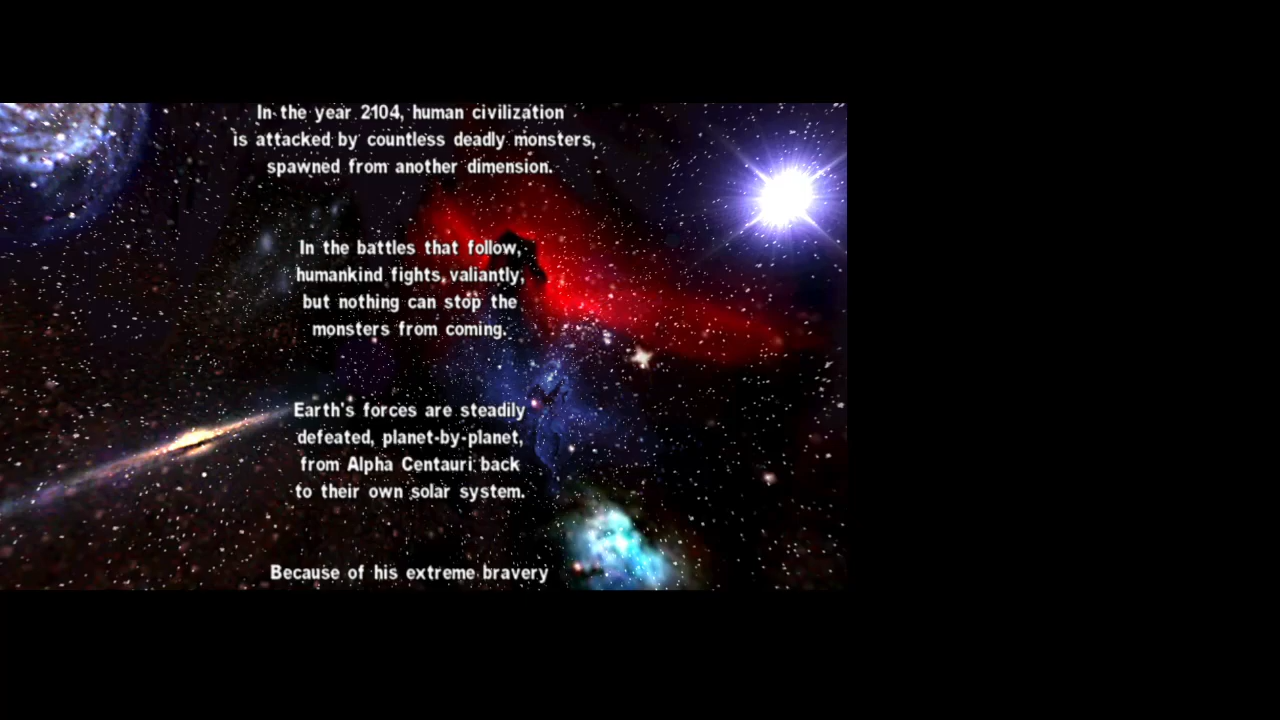 In the year 2104, human civilization
is attacked by countless deadly monsters,
spawned from another dimension.
In the battles that follow,
humankind fights valiantly,
but nothing can stop the
monsters from coming.
Earth's forces are steadily
defeated, planet-by-planet,
from Alpha Centauri back
to their own solar system.
Because of his extreme bravery